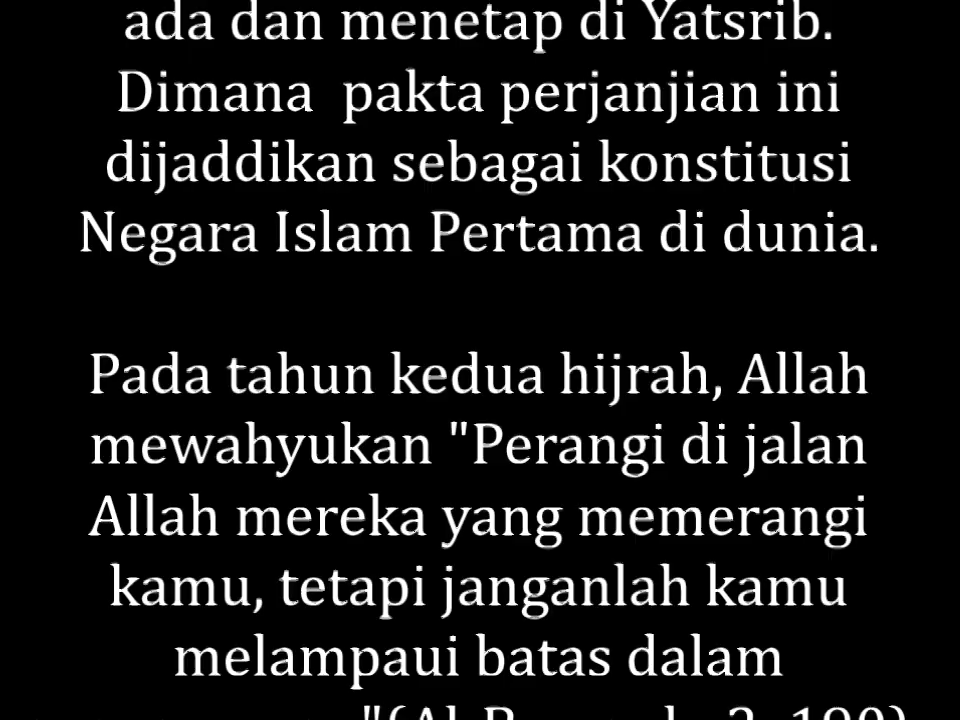 ada dan menetap di Yatsrib.
Dimana pakta perjanjian ini
dijaddikan sebagai konstitusi
Negara Islam Pertama di dunia.
Pada tahun kedua hijrah, Allah
mewahyukan "Perangi di jalan
Allah mereka yang memerangi
kamu, tetapi janganlah kamu
melampaui batas dalam